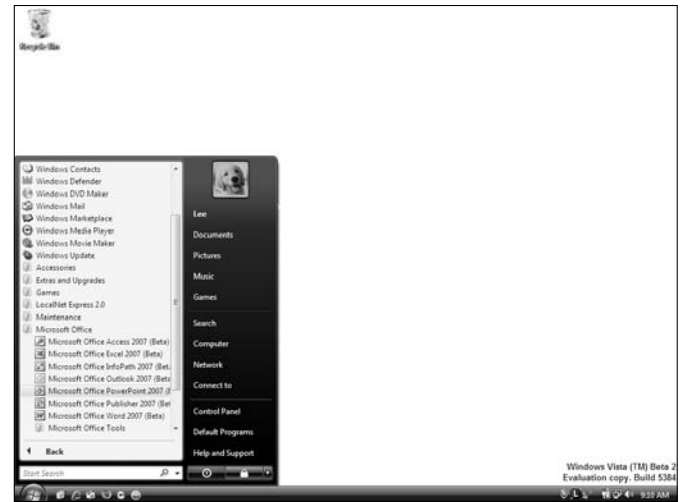 Recycle Bin
Windows Contacts
Windows Defender
Windows DVD Maker
Windows Mail
Windows Marketplace
Windows Media Player
Windows Movie Maker
Windows Update
Accessories
Extras and Upgrades
Games
LocalNet Express 2.0
Maintenance
Microsoft Office
Microsoft Office Access 2007 (Beta)
Microsoft Office Excel 2007 (Beta)
Microsoft Office InfoPath 2007 (Bet
Microsoft Office Outlook 2007 (Beta
Microsoft Office PowerPoint 2007 (
Microsoft Office Publisher 2007 (Bet
Microsoft Office Word 2007 (Beta)
Microsoft Office Tools
Back
Start Search
Lee
Documents
Pictures
Music
Games
Search
Computer
Network
Connect to
Control Panel
Default Programs
Help and Support
Windows Vista (TM) Beta 2
Evaluation copy. Build 5384
9:10 AM